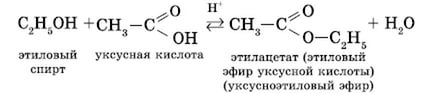 C₂H₅OH + CH₃—C(=O)—OH ⇄ (H⁺) CH₃—C(=O)—O—C₂H₅ + H₂O
этиловый спирт
уксусная кислота
этилацетат (этиловый
эфир уксусной кислоты)
(уксусноэтиловый эфир)